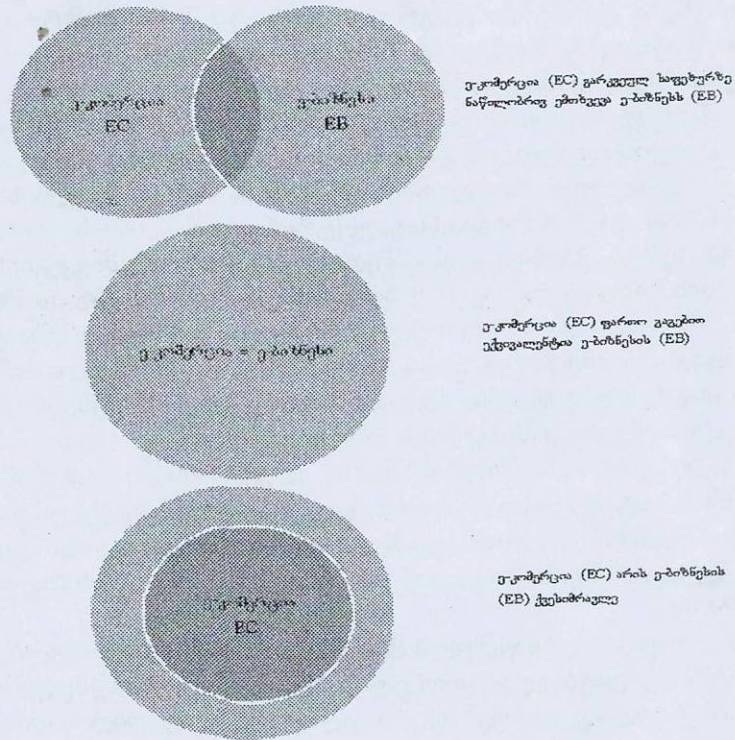 ე-კომერცია
EC
ე-ბიზნესი
EB
ე-კომერცია (EC) გარკვეულ საფეხურზე
ნაწილობრივ ემთხვევა ე-ბიზნესს (EB)
ე-კომერცია = ე-ბიზნესი
ე-კომერცია (EC) ფართო გაგებით
ექვივალენტია ე-ბიზნესის (EB)
ე-კომერცია
EC
ე-კომერცია (EC) არის ე-ბიზნესის
(EB) ქვესიმრავლე